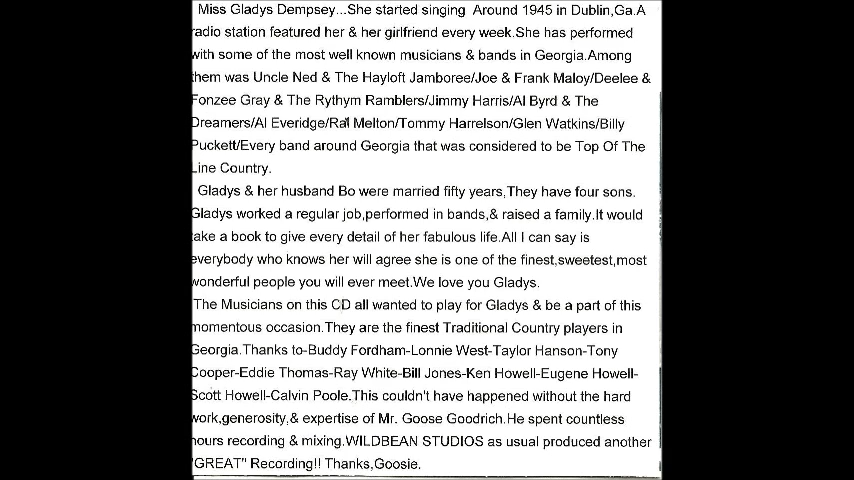 Miss Gladys Dempsey...She started singing Around 1945 in Dublin,Ga.A
radio station featured her & her girlfriend every week.She has performed
with some of the most well known musicians & bands in Georgia.Among
them was Uncle Ned & The Hayloft Jamboree/Joe & Frank Maloy/Deelee &
Fonzee Gray & The Rythym Ramblers/Jimmy Harris/Al Byrd & The
Dreamers/Al Everidge/Ral Melton/Tommy Harrelson/Glen Watkins/Billy
Puckett/Every band around Georgia that was considered to be Top Of The
Line Country.
Gladys & her husband Bo were married fifty years,They have four sons.
Gladys worked a regular job,performed in bands,& raised a family.It would
take a book to give every detail of her fabulous life.All I can say is
everybody who knows her will agree she is one of the finest,sweetest,most
wonderful people you will ever meet.We love you Gladys.
The Musicians on this CD all wanted to play for Gladys & be a part of this
momentous occasion.They are the finest Traditional Country players in
Georgia.Thanks to-Buddy Fordham-Lonnie West-Taylor Hanson-Tony
Cooper-Eddie Thomas-Ray White-Bill Jones-Ken Howell-Eugene Howell-
Scott Howell-Calvin Poole.This couldn't have happened without the hard
work,generosity,& expertise of Mr. Goose Goodrich.He spent countless
hours recording & mixing.WILDBEAN STUDIOS as usual produced another
"GREAT" Recording!! Thanks,Goosie.